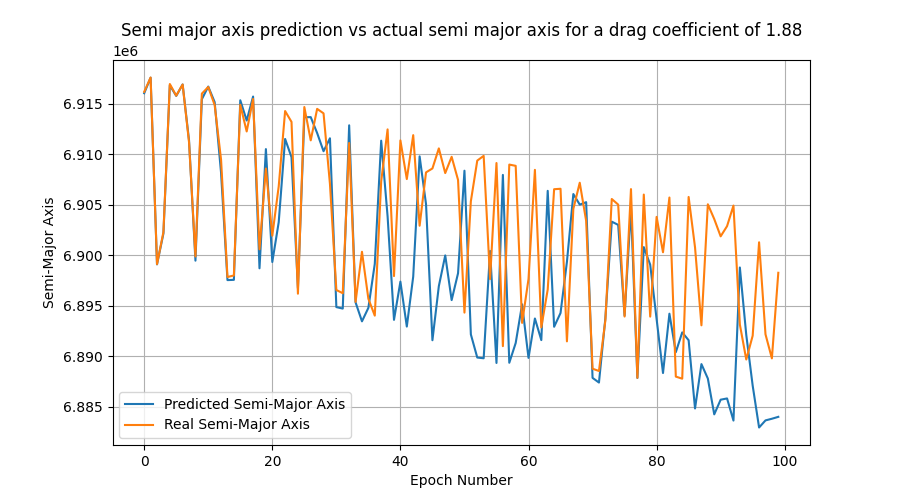 Semi major axis prediction vs actual semi major axis for a drag coefficient of 1.88
1e6
6.915
6.910
6.905
6.900
6.895
6.890
6.885
Semi-Major Axis
Predicted Semi-Major Axis
Real Semi-Major Axis
0 20 40 60 80 100
Epoch Number